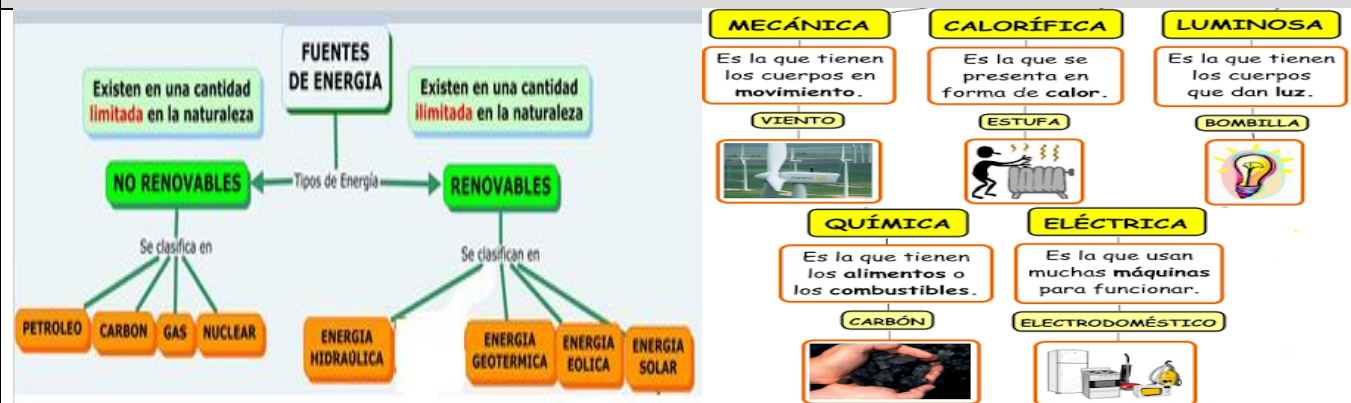 FUENTES
DE ENERGIA
Existen en una cantidad
limitada en la naturaleza
Existen en una cantidad
ilimitada en la naturaleza
NO RENOVABLES
Tipos de Energía
RENOVABLES
Se clasifica en
Se clasifican en
PETROLEO
CARBON
GAS
NUCLEAR
ENERGIA
HIDRAÚLICA
ENERGIA
GEOTERMICA
ENERGIA
EOLICA
ENERGIA
SOLAR
MECÁNICA
Es la que tienen
los cuerpos en
movimiento.
VIENTO
CALORÍFICA
Es la que se
presenta en
forma de calor.
ESTUFA
LUMINOSA
Es la que tienen
los cuerpos
que dan luz.
BOMBILLA
QUÍMICA
Es la que tienen
los alimentos o
los combustibles.
CARBÓN
ELÉCTRICA
Es la que usan
muchas máquinas
para funcionar.
ELECTRODOMÉSTICO